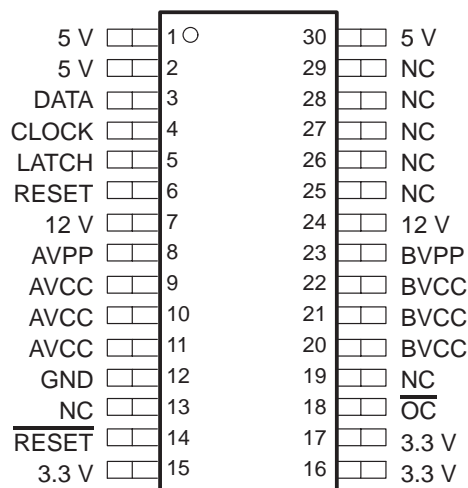 5 V 1 30 5 V
5 V 2 29 NC
DATA 3 28 NC
CLOCK 4 27 NC
LATCH 5 26 NC
RESET 6 25 NC
12 V 7 24 12 V
AVPP 8 23 BVPP
AVCC 9 22 BVCC
AVCC 10 21 BVCC
AVCC 11 20 BVCC
GND 12 19 NC
NC 13 18 O̅C̅
R̅E̅S̅E̅T̅ 14 17 3.3 V
3.3 V 15 16 3.3 V